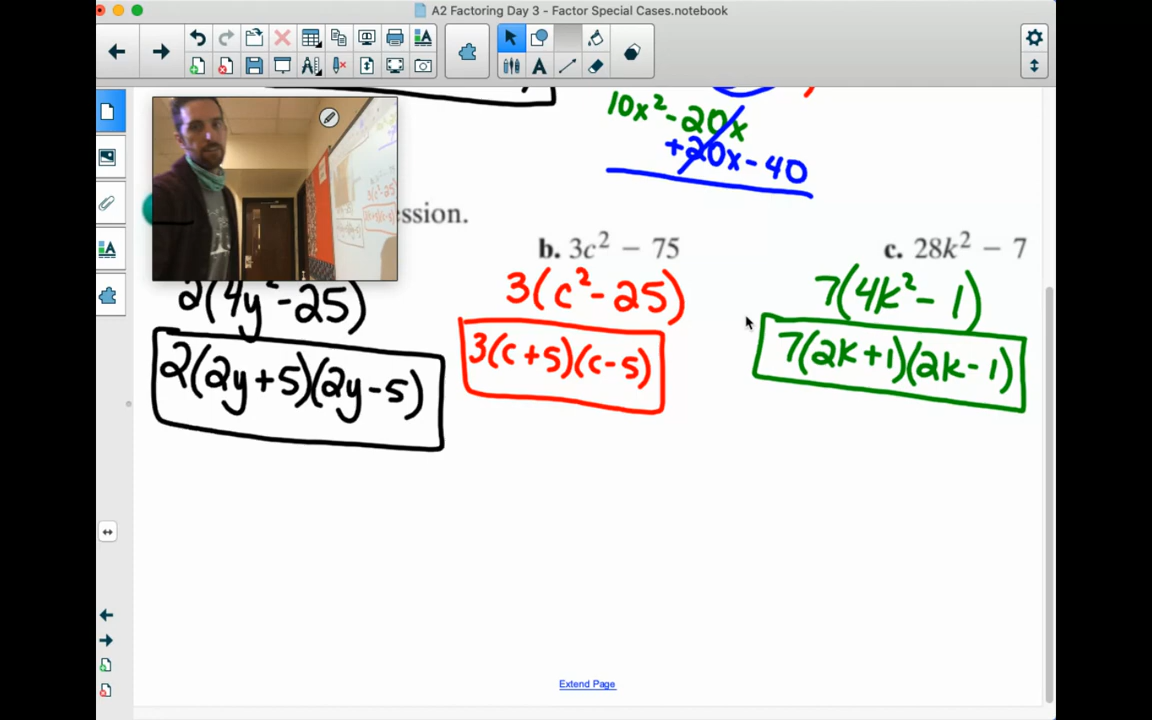 A2 Factoring Day 3 - Factor Special Cases.notebook
10x² - 20x
+20x - 40
ssion.
b. 3c² − 75
c. 28k² − 7
2(4y² - 25)
3(c² - 25)
7(4k² - 1)
2(2y+5)(2y-5)
3(c+5)(c-5)
7(2k+1)(2k-1)
Extend Page